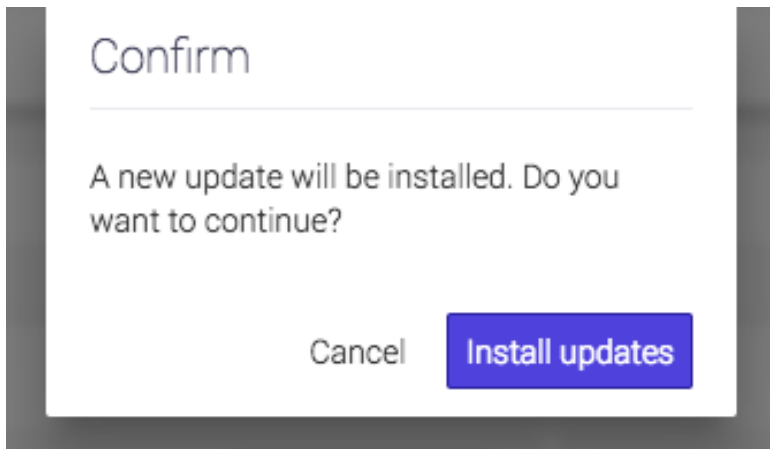 Confirm
A new update will be installed. Do you
want to continue?
Cancel Install updates